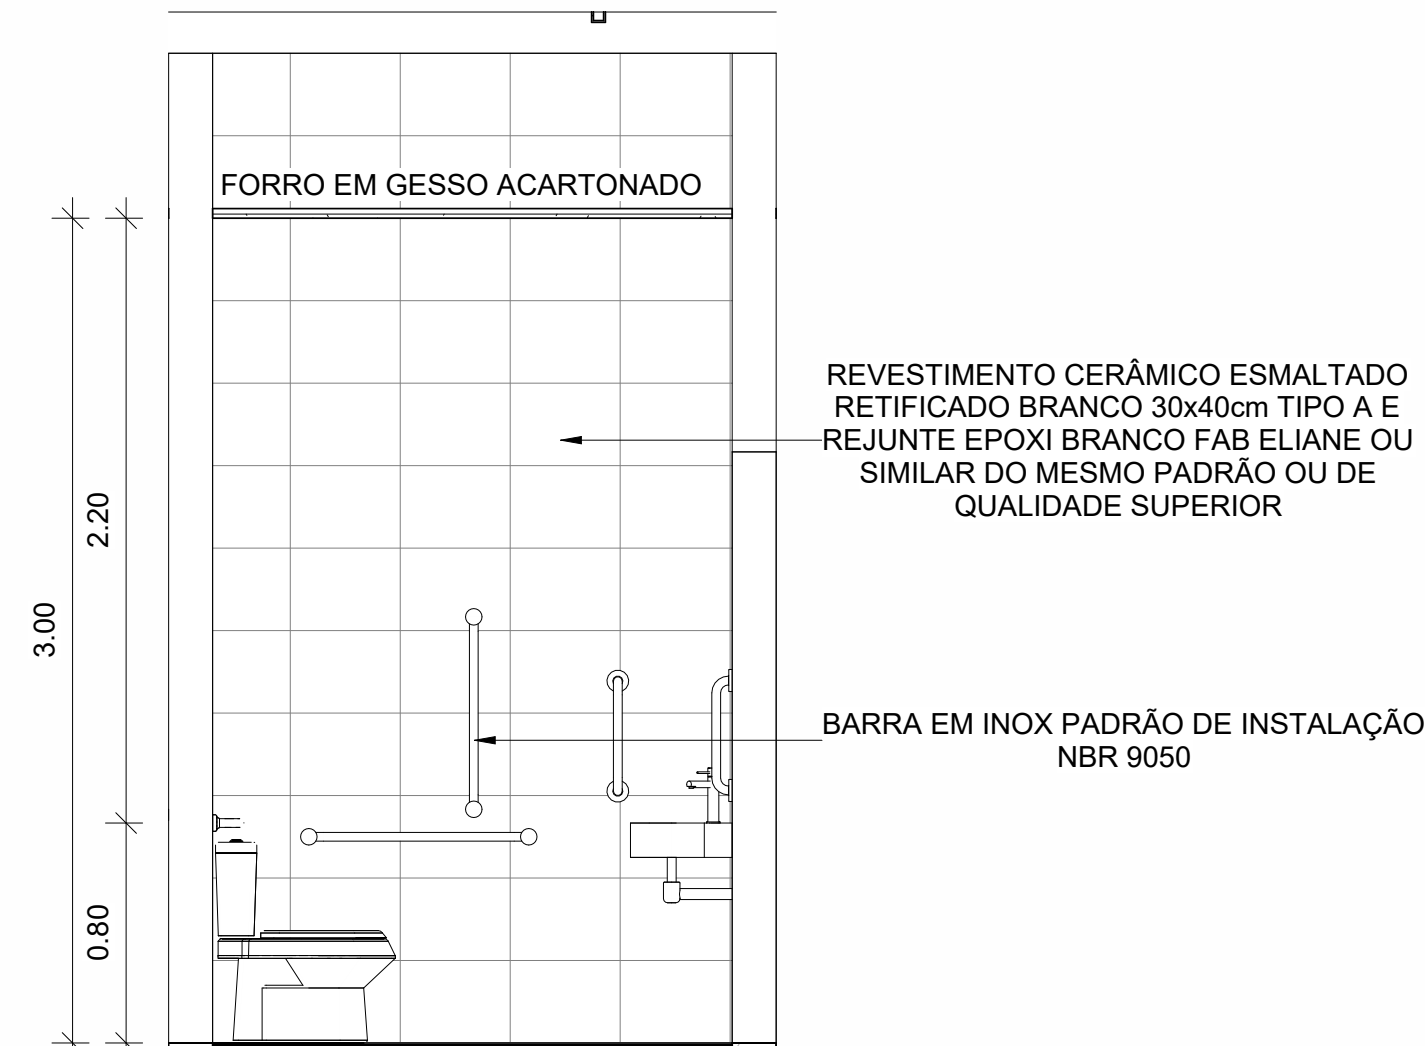 FORRO EM GESSO ACARTONADO
REVESTIMENTO CERÂMICO ESMALTADO
RETIFICADO BRANCO 30x40cm TIPO A E
REJUNTE EPOXI BRANCO FAB ELIANE OU
SIMILAR DO MESMO PADRÃO OU DE
QUALIDADE SUPERIOR
2.20
3.00
BARRA EM INOX PADRÃO DE INSTALAÇÃO
NBR 9050
0.80